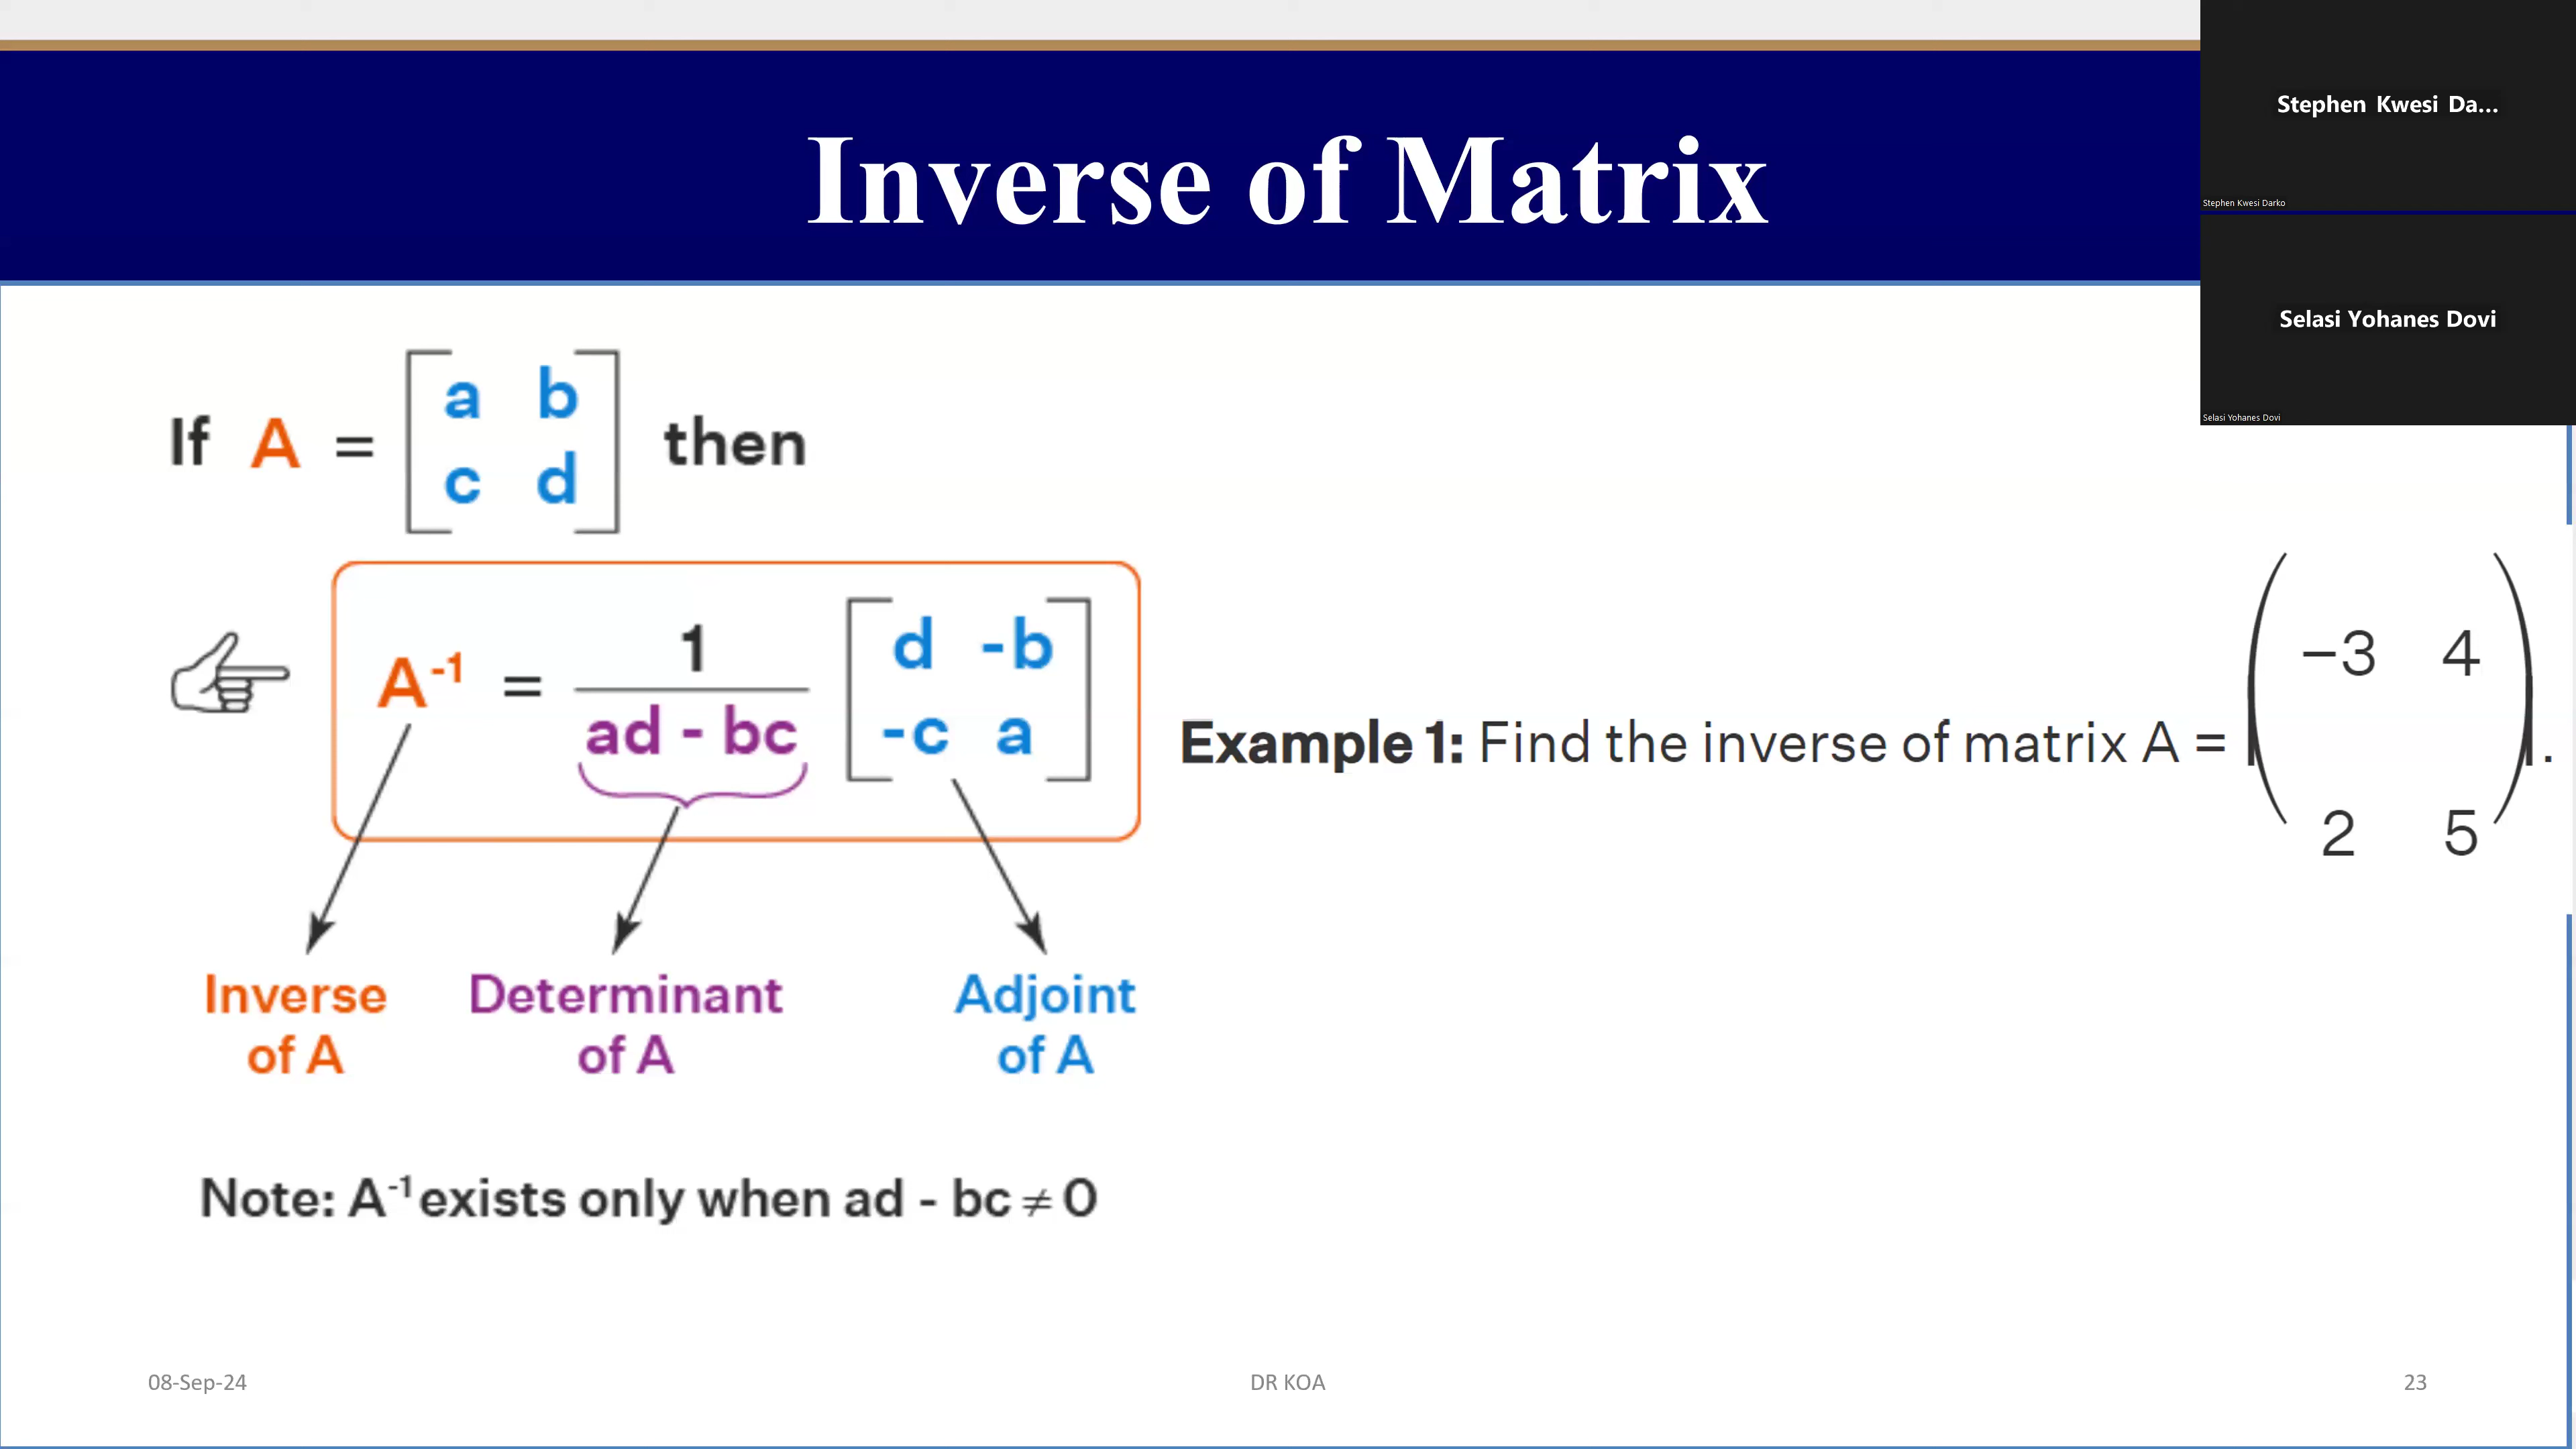 Inverse of Matrix
Stephen Kwesi Da...
Stephen Kwesi Darko
Selasi Yohanes Dovi
Selasi Yohanes Dovi
If A = [ a b
c d ] then
A⁻¹ = 1
ad - bc
[ d -b
-c a ]
Inverse
of A
Determinant
of A
Adjoint
of A
Note: A⁻¹ exists only when ad - bc ≠ 0
Example 1: Find the inverse of matrix A = ( −3 4
2 5 ).
08-Sep-24
DR KOA
23